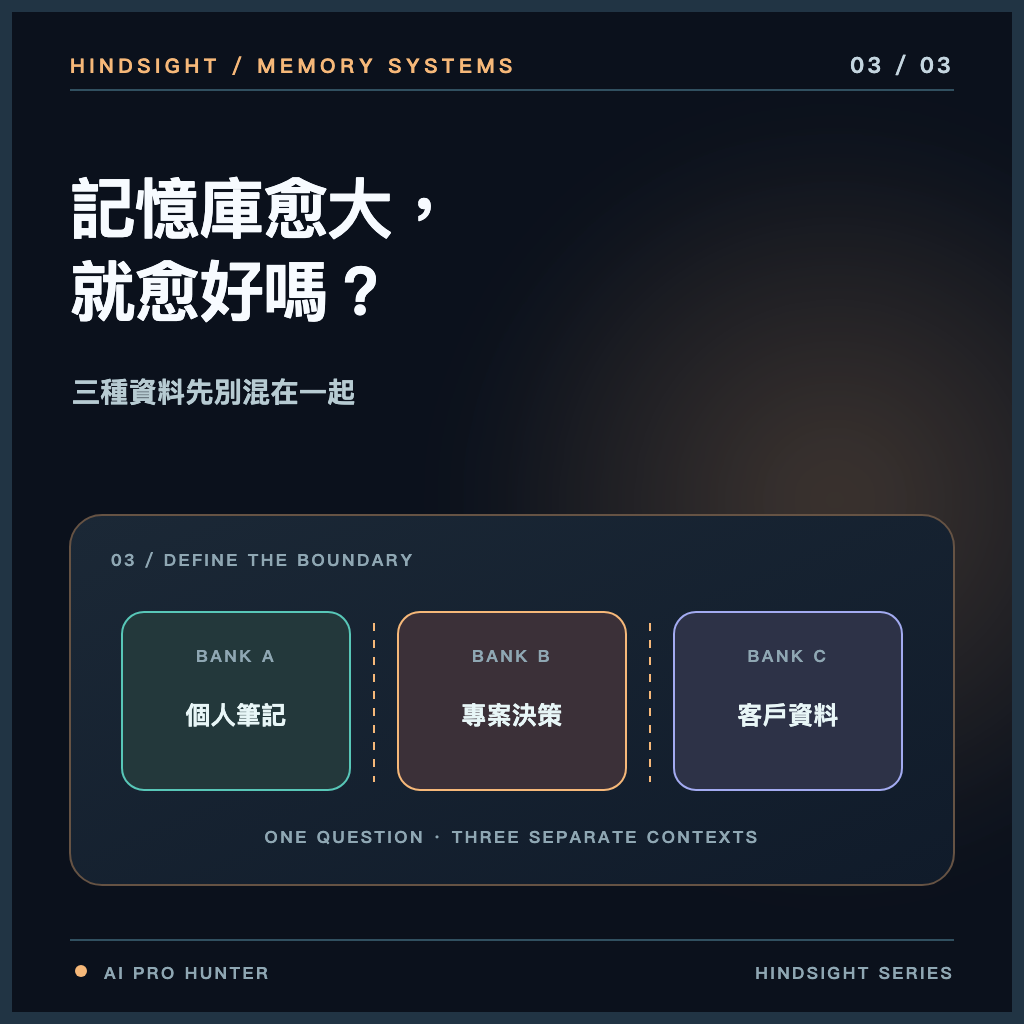 HINDSIGHT / MEMORY SYSTEMS
03 / 03
記憶庫愈大，
就愈好嗎？
三種資料先別混在一起
03 / DEFINE THE BOUNDARY
BANK A
個人筆記
BANK B
專案決策
BANK C
客戶資料
ONE QUESTION · THREE SEPARATE CONTEXTS
AI PRO HUNTER
HINDSIGHT SERIES